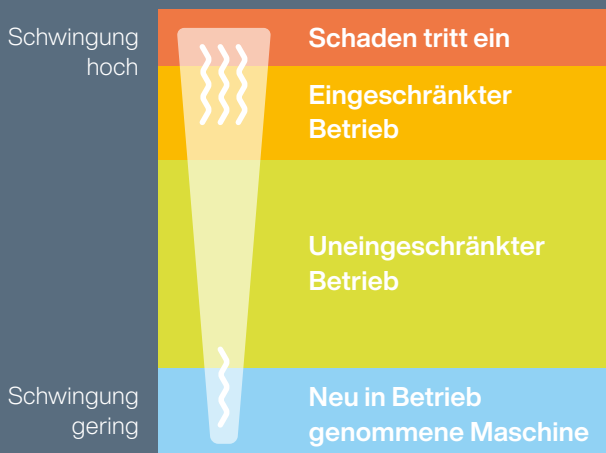 Schwingung
hoch
Schaden tritt ein
Eingeschränkter
Betrieb
Uneingeschränkter
Betrieb
Schwingung
gering
Neu in Betrieb
genommene Maschine